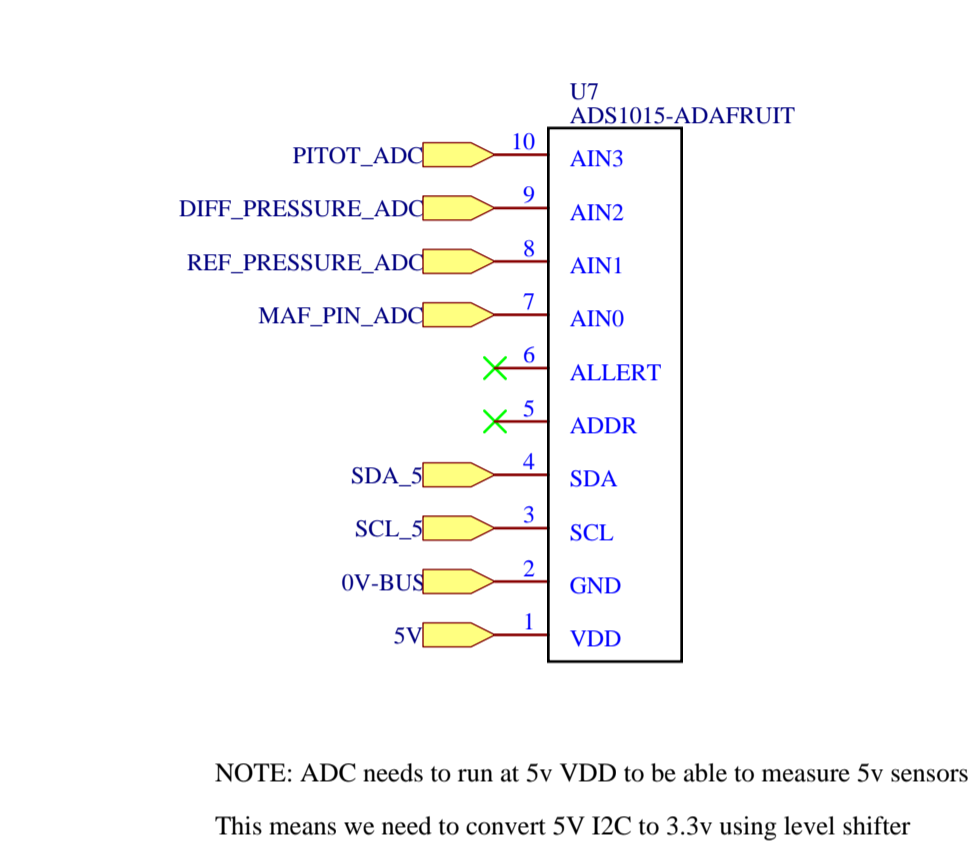 U7
ADS1015-ADAFRUIT
PITOT_ADC 10 AIN3
DIFF_PRESSURE_ADC 9 AIN2
REF_PRESSURE_ADC 8 AIN1
MAF_PIN_ADC 7 AIN0
6 ALLERT
5 ADDR
SDA_5 4 SDA
SCL_5 3 SCL
0V-BUS 2 GND
5V 1 VDD
NOTE: ADC needs to run at 5v VDD to be able to measure 5v sensors
This means we need to convert 5V I2C to 3.3v using level shifter